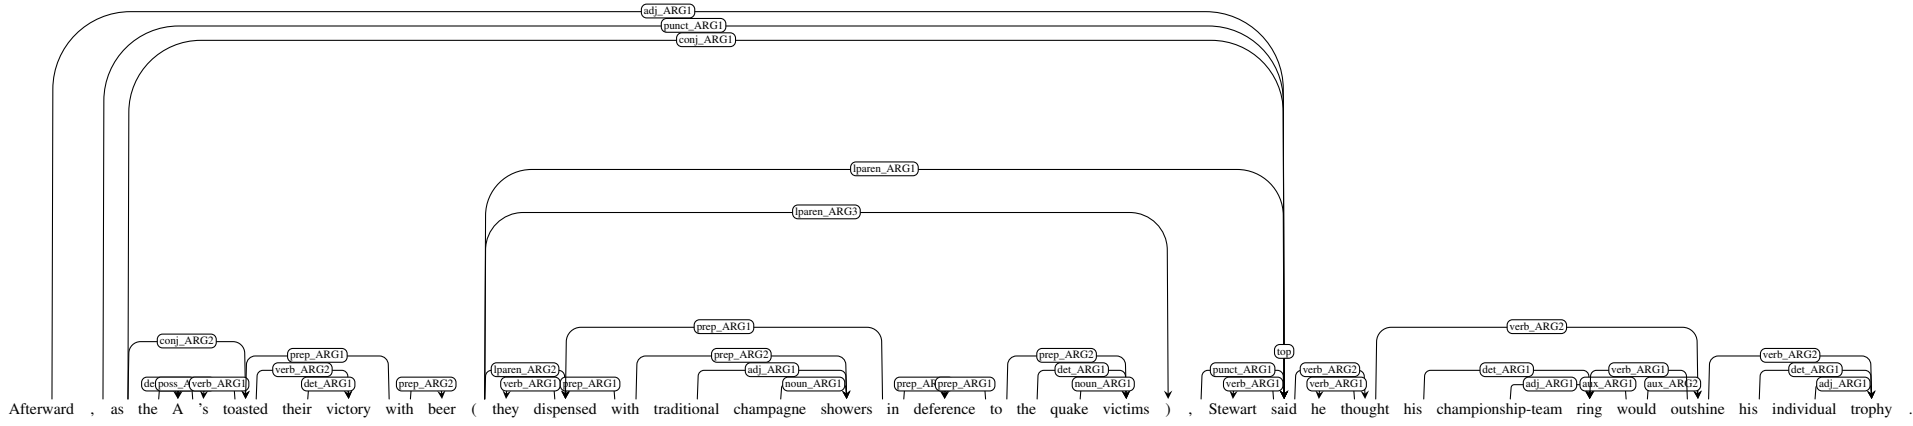 adj_ARG1
punct_ARG1
conj_ARG1
lparen_ARG1
lparen_ARG3
prep_ARG1 verb_ARG2
conj_ARG2 top
prep_ARG1 prep_ARG2 prep_ARG2 verb_ARG2
verb_ARG2 lparen_ARG2 adj_ARG1 det_ARG1 punct_ARG1 verb_ARG2 det_ARG1 verb_ARG1 det_ARG1
verb_ARG1 det_ARG1 prep_ARG2 verb_ARG1 prep_ARG1 noun_ARG1 prep_ARG1 noun_ARG1 verb_ARG1 verb_ARG1 adj_ARG1 aux_ARG1 aux_ARG2 adj_ARG1
Afterward , as the A 's toasted their victory with beer ( they dispensed with traditional champagne showers in deference to the quake victims ) , Stewart said he thought his championship-team ring would outshine his individual trophy .